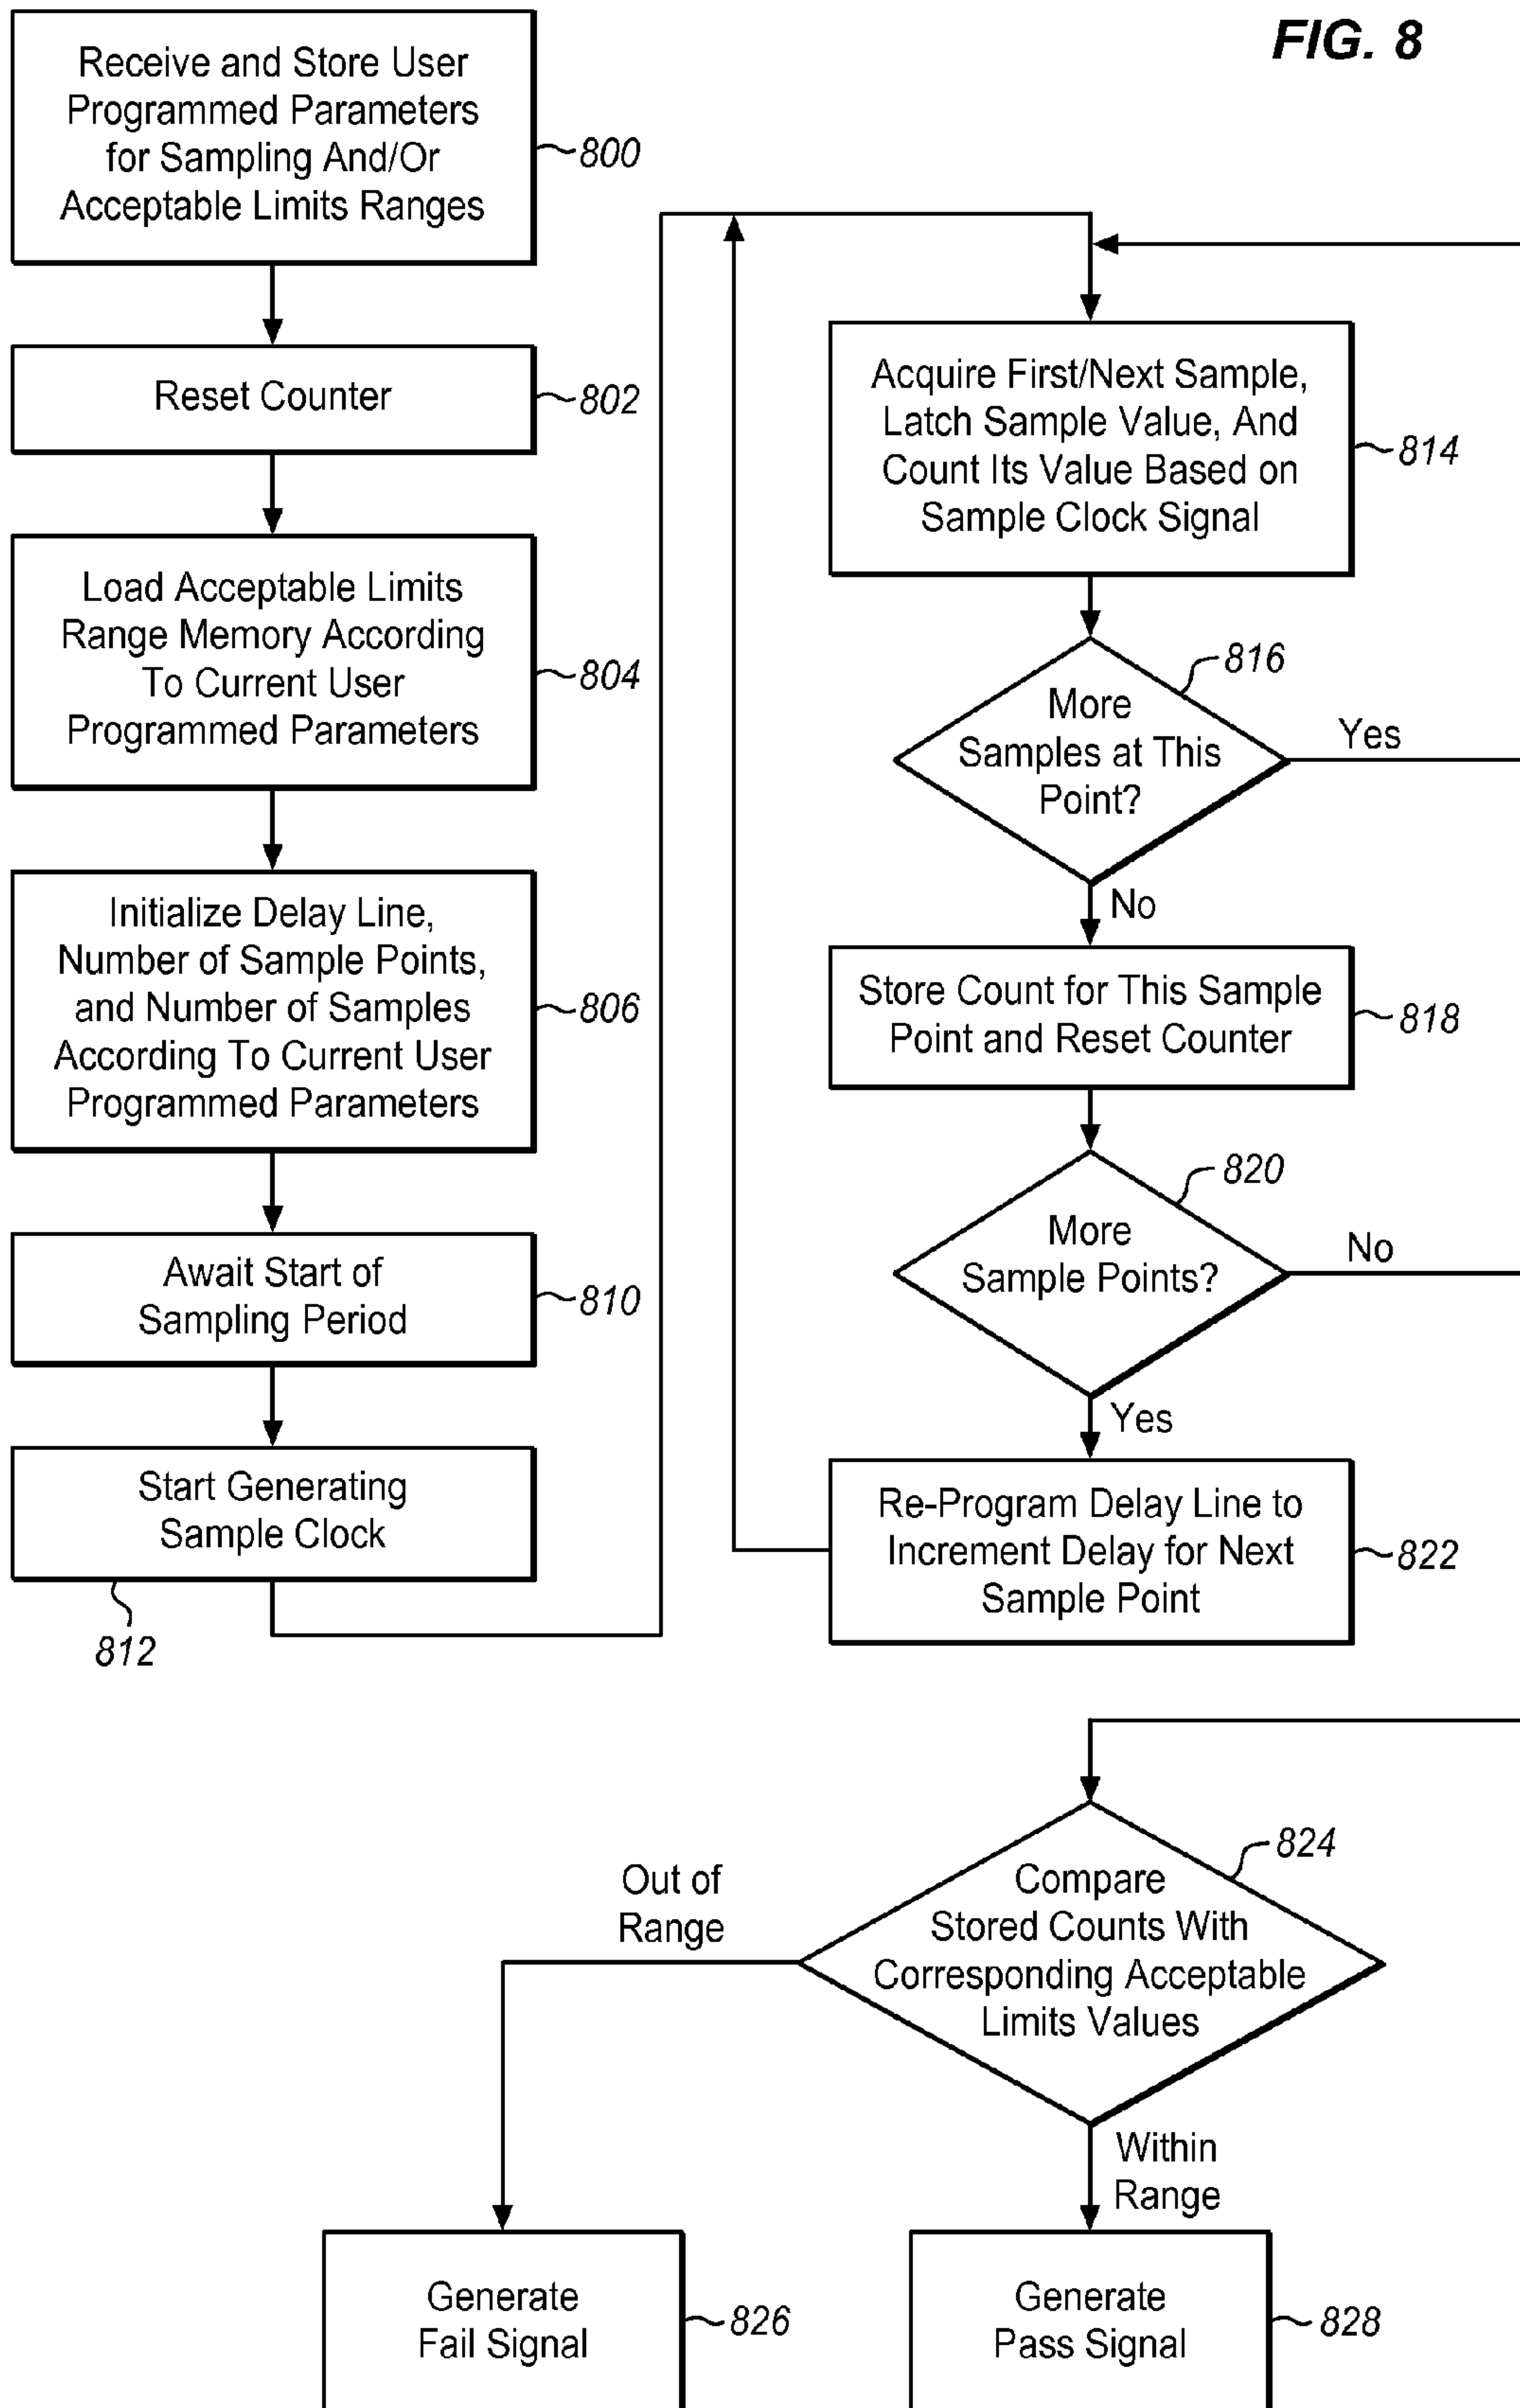 FIG. 8
Receive and Store User
Programmed Parameters
for Sampling And/Or
Acceptable Limits Ranges
800
Reset Counter
802
Load Acceptable Limits
Range Memory According
To Current User
Programmed Parameters
804
Initialize Delay Line,
Number of Sample Points,
and Number of Samples
According To Current User
Programmed Parameters
806
Await Start of
Sampling Period
810
Start Generating
Sample Clock
812
Acquire First/Next Sample,
Latch Sample Value, And
Count Its Value Based on
Sample Clock Signal
814
More
Samples at This
Point?
816
Yes
No
Store Count for This Sample
Point and Reset Counter
818
More
Sample Points?
820
No
Yes
Re-Program Delay Line to
Increment Delay for Next
Sample Point
822
Compare
Stored Counts With
Corresponding Acceptable
Limits Values
824
Out of
Range
Within
Range
Generate
Fail Signal
826
Generate
Pass Signal
828